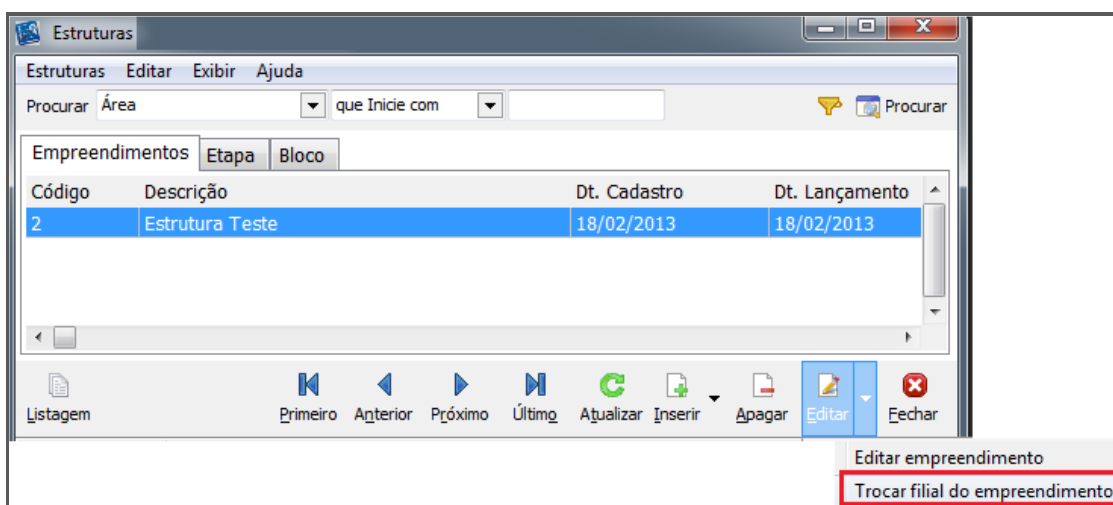 Estruturas
Estruturas Editar Exibir Ajuda
Procurar Área que Inicie com Procurar
Empreendimentos Etapa Bloco
Código Descrição Dt. Cadastro Dt. Lançamento
2 Estrutura Teste 18/02/2013 18/02/2013
Listagem Primeiro Anterior Próximo Último Atualizar Inserir Apagar Editar Fechar
Editar empreendimento
Trocar filial do empreendimento